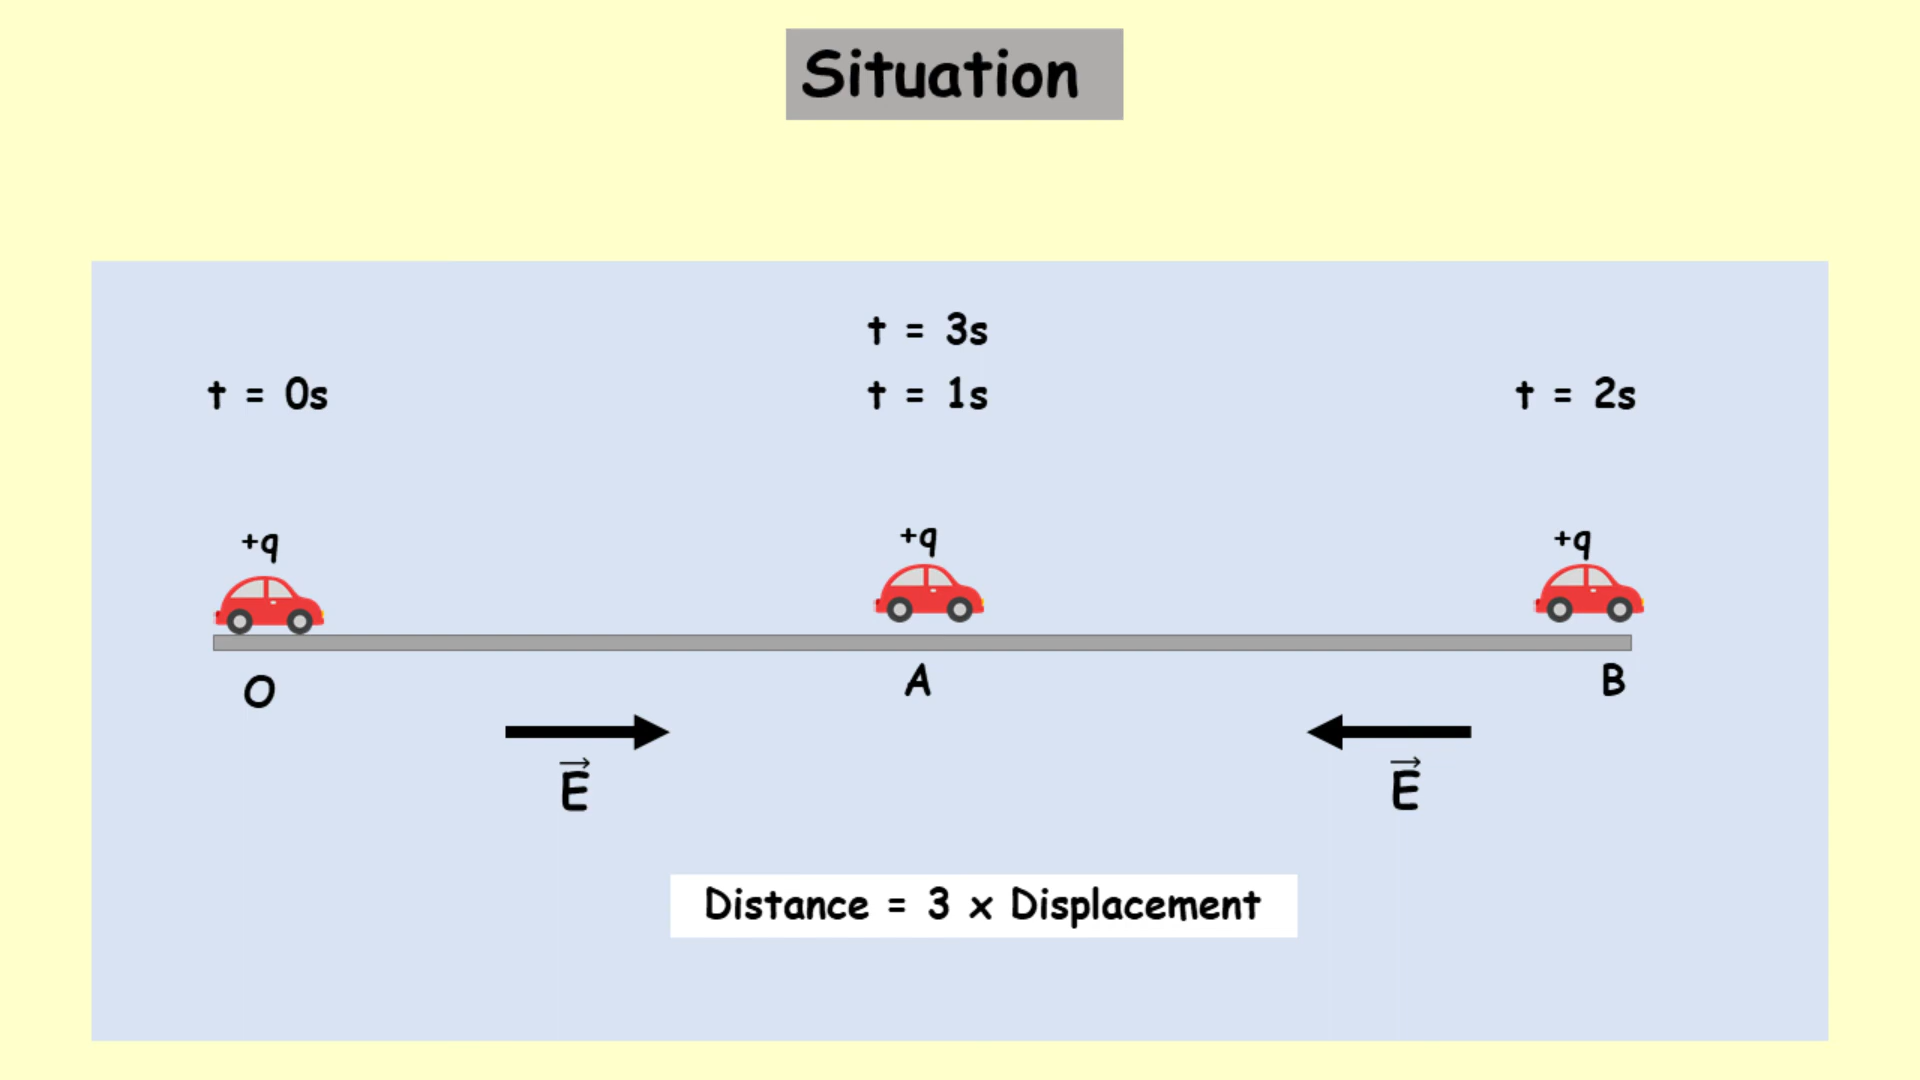 Situation
t = 3s
t = 0s
t = 1s
t = 2s
+q
+q
+q
O
A
B
E⃗
E⃗
Distance = 3 x Displacement